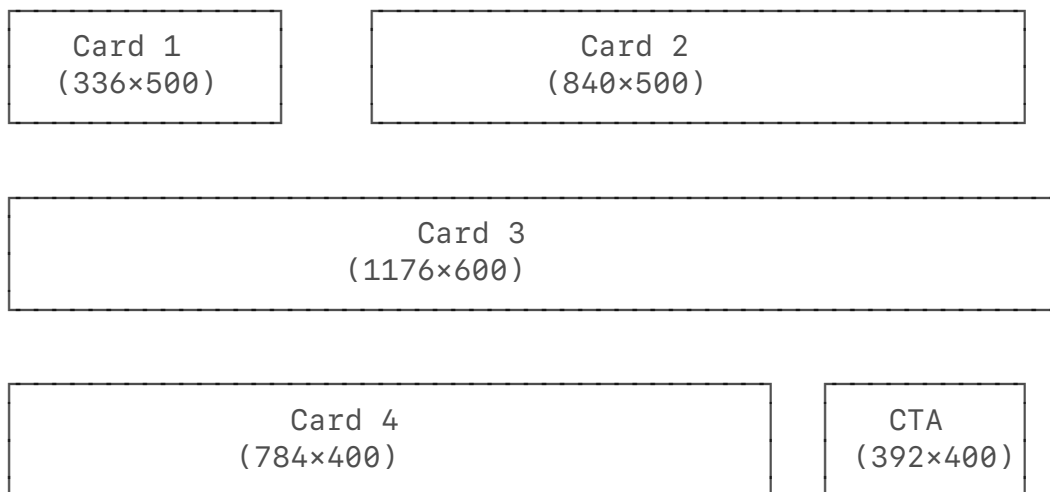 Card 1
(336×500)
Card 2
(840×500)
Card 3
(1176×600)
Card 4
(784×400)
CTA
(392×400)